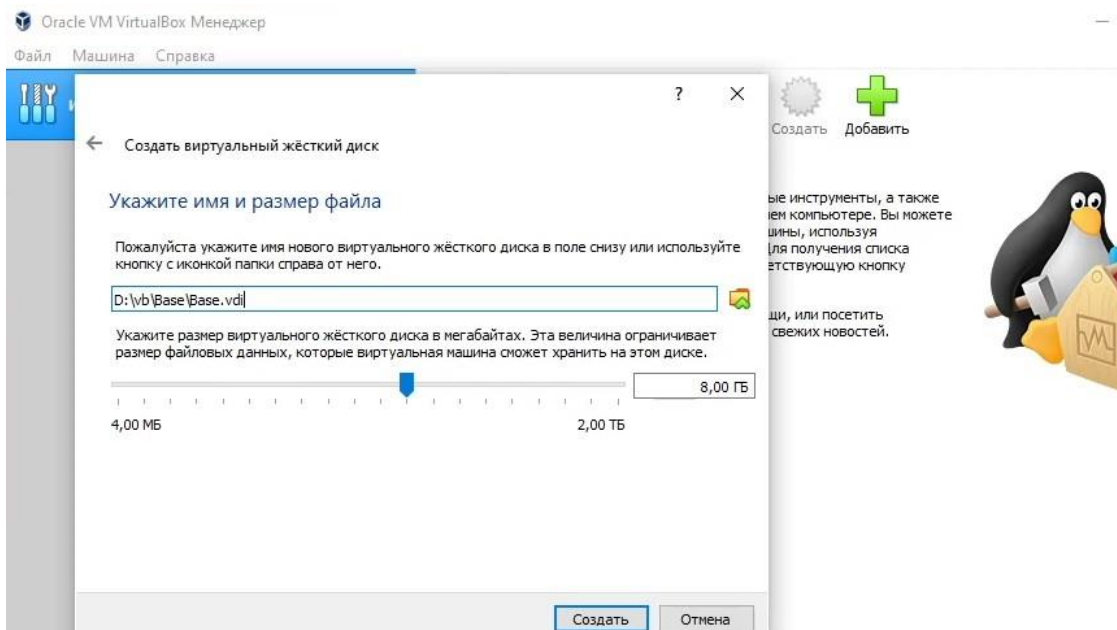 Oracle VM VirtualBox Менеджер
Файл Машина Справка
? ×
Создать Добавить
← Создать виртуальный жёсткий диск
Укажите имя и размер файла
ые инструменты, а также
ем компьютере. Вы можете
шины, используя
Для получения списка
етствующую кнопку
Пожалуйста укажите имя нового виртуального жёсткого диска в поле снизу или используйте
кнопку с иконкой папки справа от него.
D:\vb\Base\Base.vdi
щи, или посетить
свежих новостей.
Укажите размер виртуального жёсткого диска в мегабайтах. Эта величина ограничивает
размер файловых данных, которые виртуальная машина сможет хранить на этом диске.
8,00 ГБ
4,00 МБ 2,00 ТБ
Создать Отмена